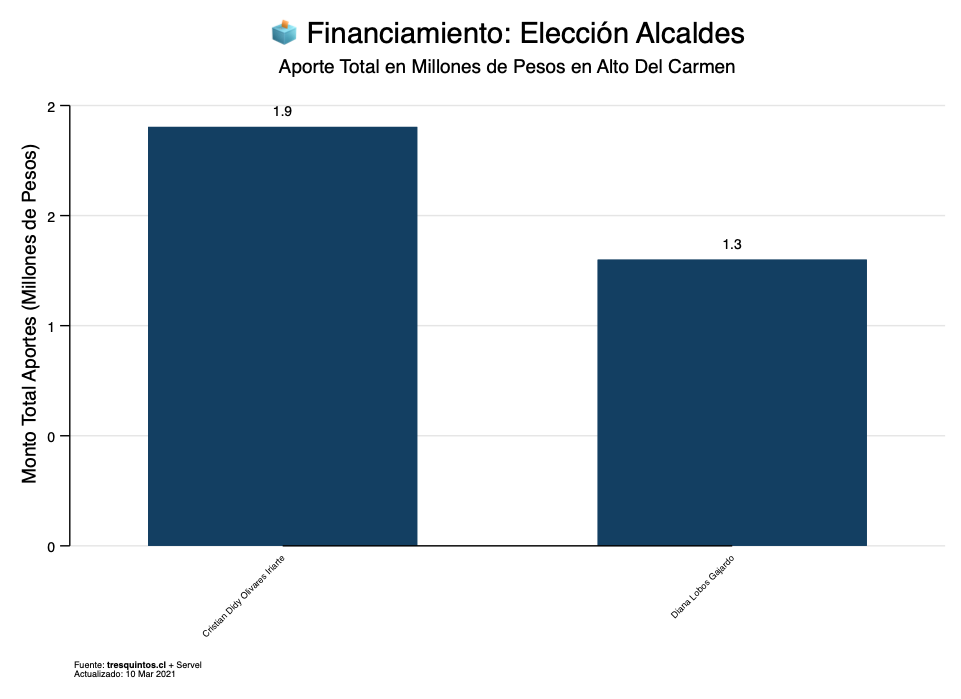 Financiamiento: Elección Alcaldes
Aporte Total en Millones de Pesos en Alto Del Carmen
Monto Total Aportes (Millones de Pesos)
2
2
1
0
0
1.9
1.3
Cristian Didy Olivares Iriarte
Diana Lobos Gajardo
Fuente: tresquintos.cl + Servel
Actualizado: 10 Mar 2021